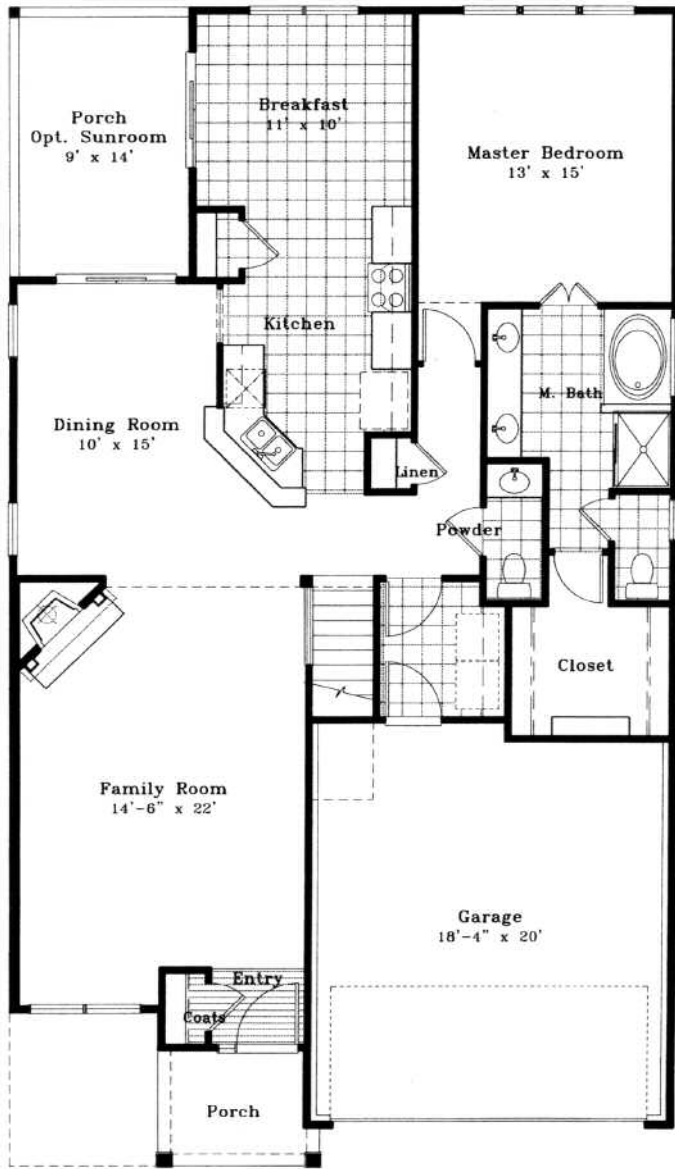 Porch
Opt. Sunroom
9' x 14'
Breakfast
11' x 10'
Master Bedroom
13' x 15'
Kitchen
M. Bath
Dining Room
10' x 15'
Linen
Powder
Closet
Family Room
14'-6" x 22'
Garage
18'-4" x 20'
Entry
Coats
Porch